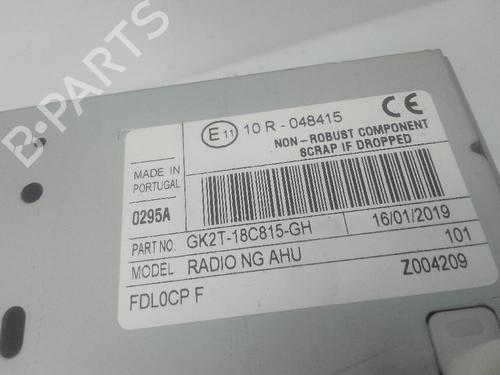 B-PARTS
E11 10 R - 048415 CE
NON-ROBUST COMPONENT
SCRAP IF DROPPED
MADE IN
PORTUGAL
0295A
PART NO. GK2T-18C815-GH 16/01/2019
MODEL RADIO NG AHU 101
FDL0CP F Z004209